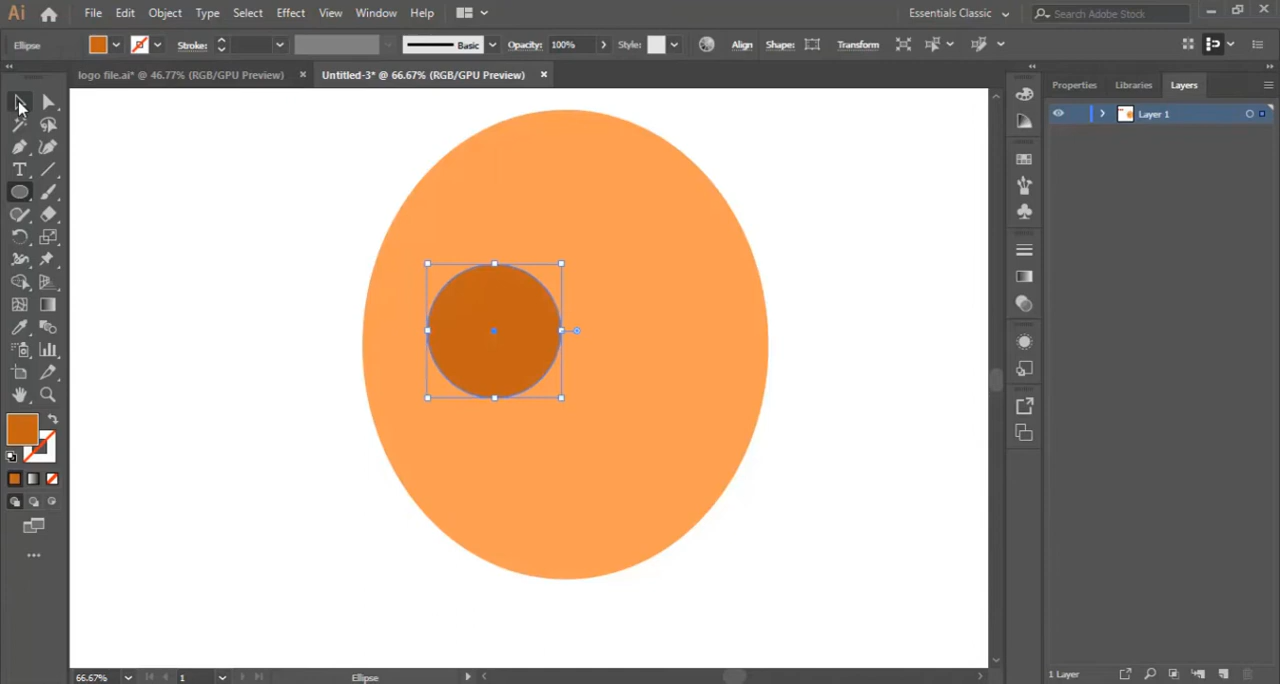 Ai File Edit Object Type Select Effect View Window Help Essentials Classic Search Adobe Stock
Ellipse Stroke: Basic Opacity: 100% Style: Align Shape: Transform
logo file.ai* @ 46.77% (RGB/GPU Preview) × Untitled-3* @ 66.67% (RGB/GPU Preview) ×
Properties Libraries Layers
Layer 1
T
66.67% 1 Ellipse
1 Layer